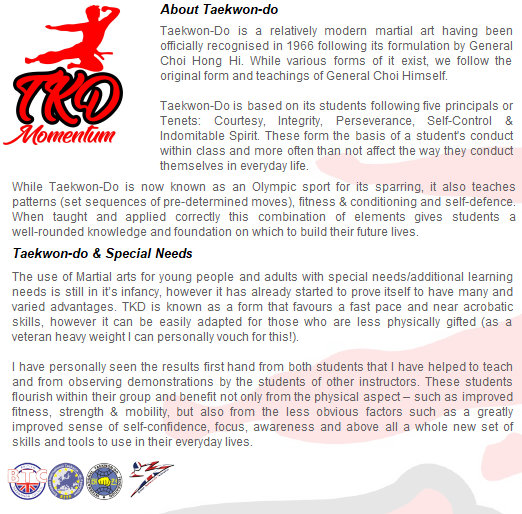 About Taekwon-do
Taekwon-Do is a relatively modern martial art having been
officially recognised in 1966 following its formulation by General
Choi Hong Hi. While various forms of it exist, we follow the
original form and teachings of General Choi Himself.
TKD
Momentum
Taekwon-Do is based on its students following five principals or
Tenets: Courtesy, Integrity, Perseverance, Self-Control &
Indomitable Spirit. These form the basis of a student's conduct
within class and more often than not affect the way they conduct
themselves in everyday life.
While Taekwon-Do is now known as an Olympic sport for its sparring, it also teaches
patterns (set sequences of pre-determined moves), fitness & conditioning and self-defence.
When taught and applied correctly this combination of elements gives students a
well-rounded knowledge and foundation on which to build their future lives.
Taekwon-do & Special Needs
The use of Martial arts for young people and adults with special needs/additional learning
needs is still in it's infancy, however it has already started to prove itself to have many and
varied advantages. TKD is known as a form that favours a fast pace and near acrobatic
skills, however it can be easily adapted for those who are less physically gifted (as a
veteran heavy weight I can personally vouch for this!).
I have personally seen the results first hand from both students that I have helped to teach
and from observing demonstrations by the students of other instructors. These students
flourish within their group and benefit not only from the physical aspect – such as improved
fitness, strength & mobility, but also from the less obvious factors such as a greatly
improved sense of self-confidence, focus, awareness and above all a whole new set of
skills and tools to use in their everyday lives.
BTC